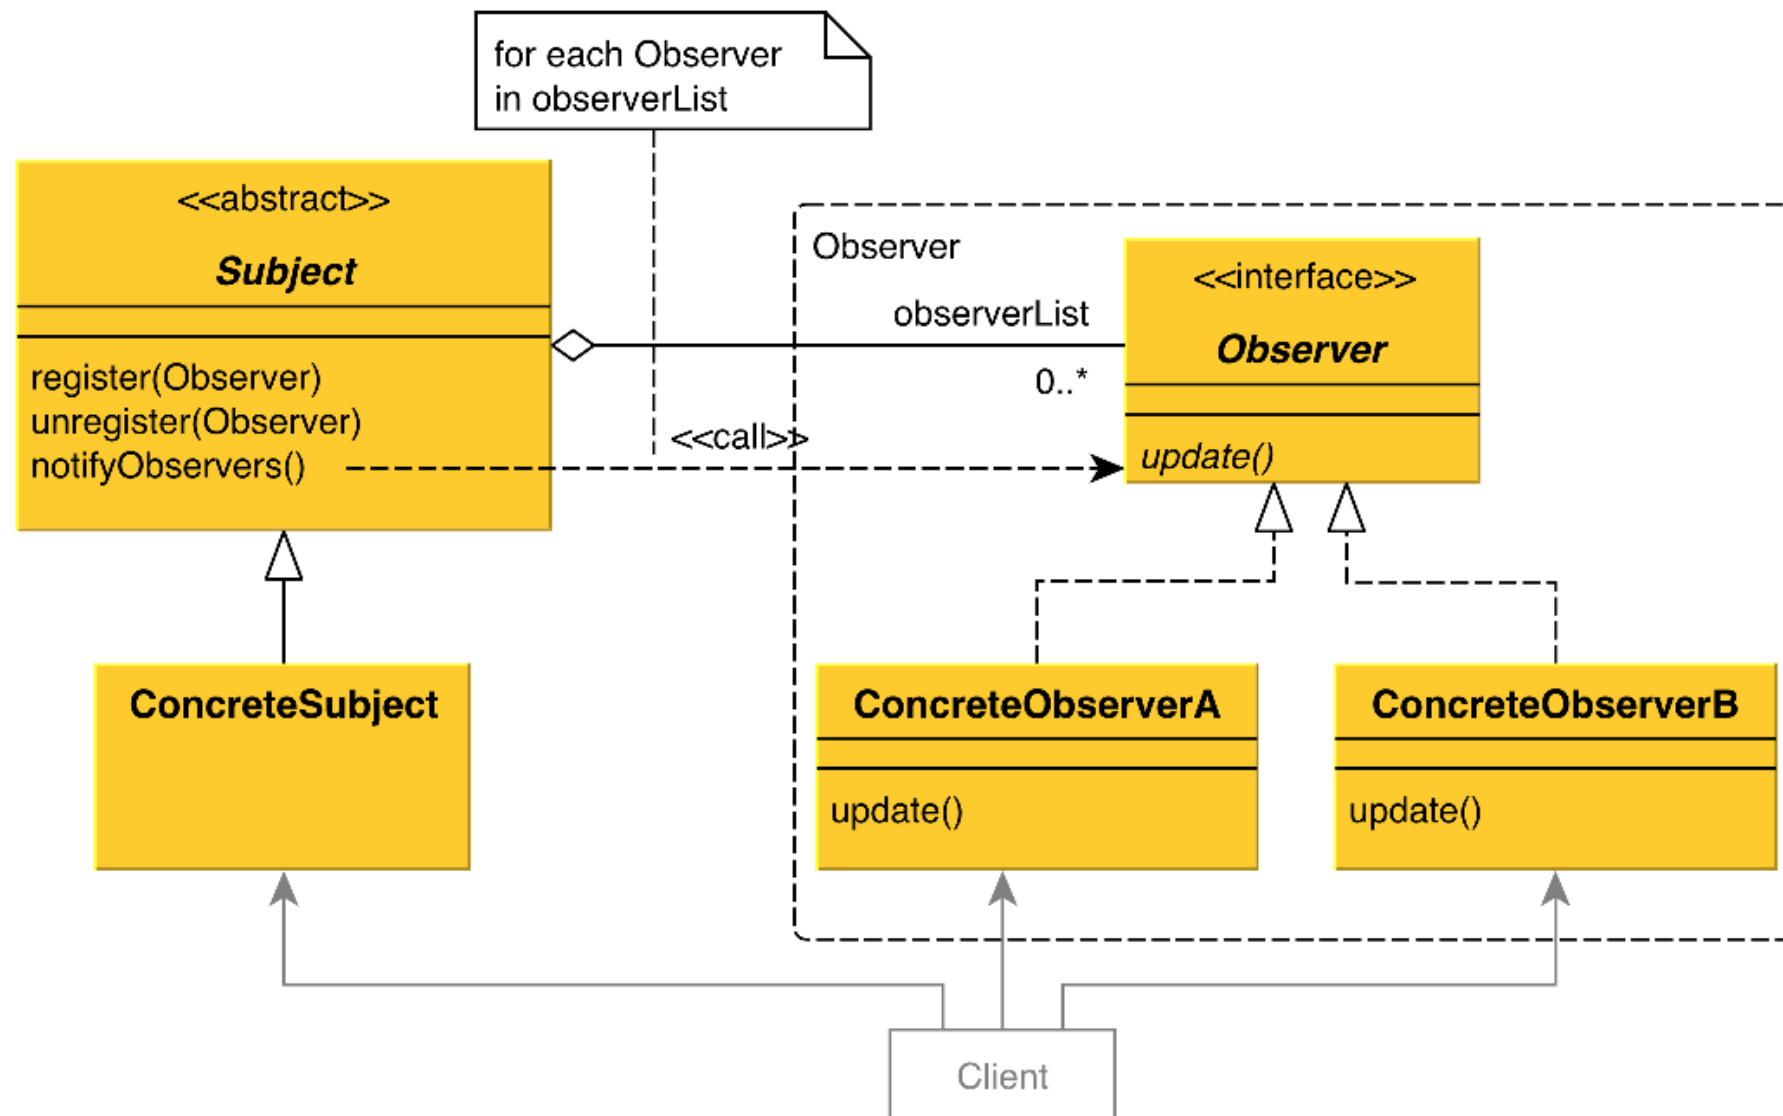 for each Observer
in observerList
<<abstract>>
Subject
register(Observer)
unregister(Observer)
notifyObservers()
Observer
observerList
0..*
<<call>>
<<interface>>
Observer
update()
ConcreteSubject
ConcreteObserverA
update()
ConcreteObserverB
update()
Client